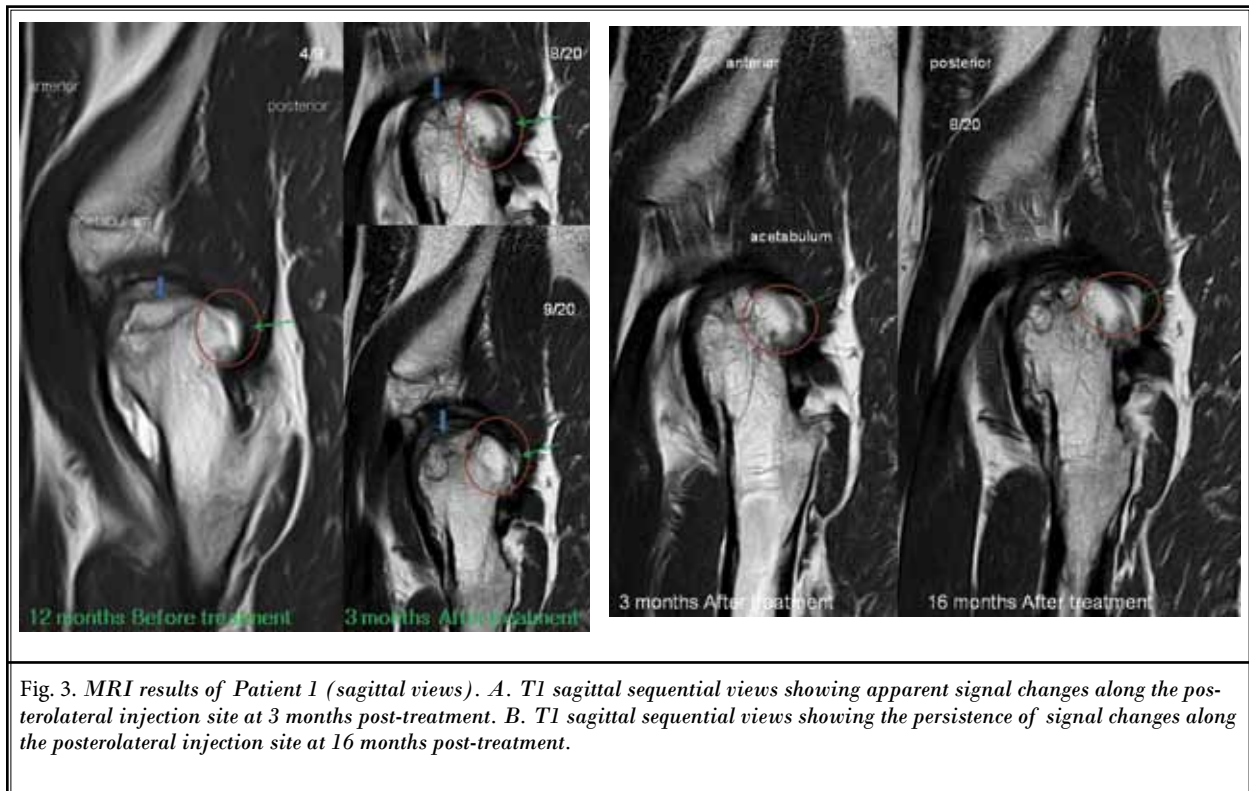 4/9
anterior
posterior
12 months Before treatment
8/20
9/20
3 months After treatment
anterior
acetabulum
3 months After treatment
posterior
8/20
16 months After treatment
Fig. 3. MRI results of Patient 1 (sagittal views). A. T1 sagittal sequential views showing apparent signal changes along the pos-
terolateral injection site at 3 months post-treatment. B. T1 sagittal sequential views showing the persistence of signal changes along
the posterolateral injection site at 16 months post-treatment.